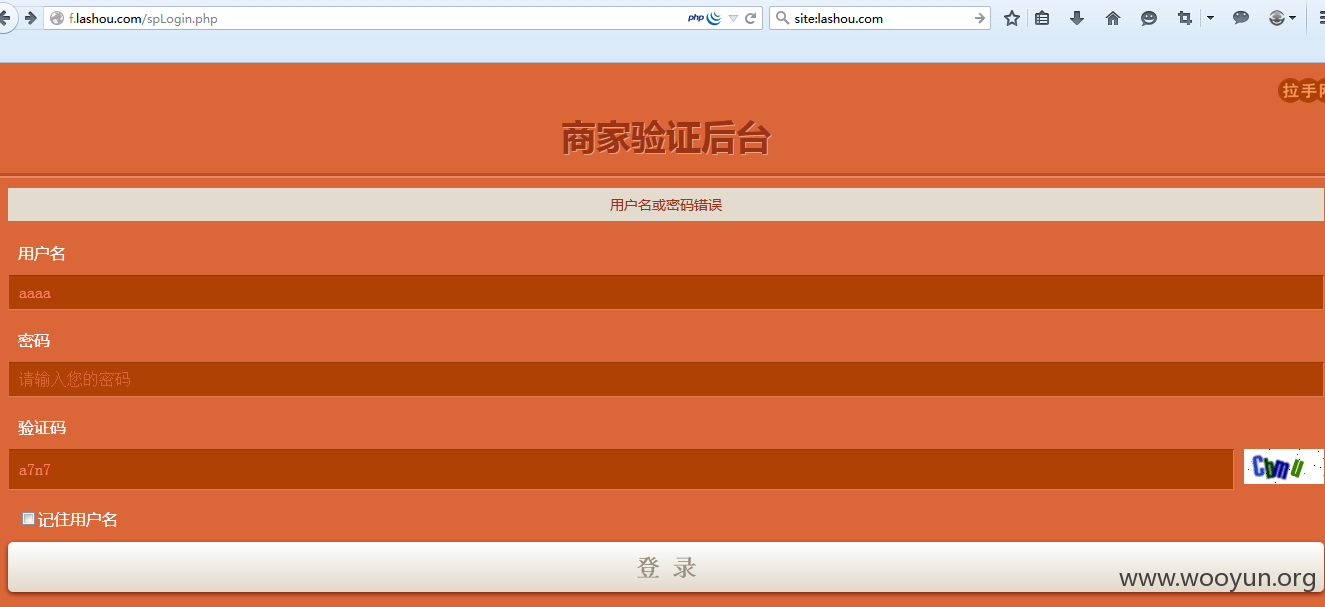 f.lashou.com/spLogin.php
php
site:lashou.com
拉手网
商家验证后台
用户名或密码错误
用户名
aaaa
密码
请输入您的密码
验证码
a7n7
记住用户名
登 录
www.wooyun.org